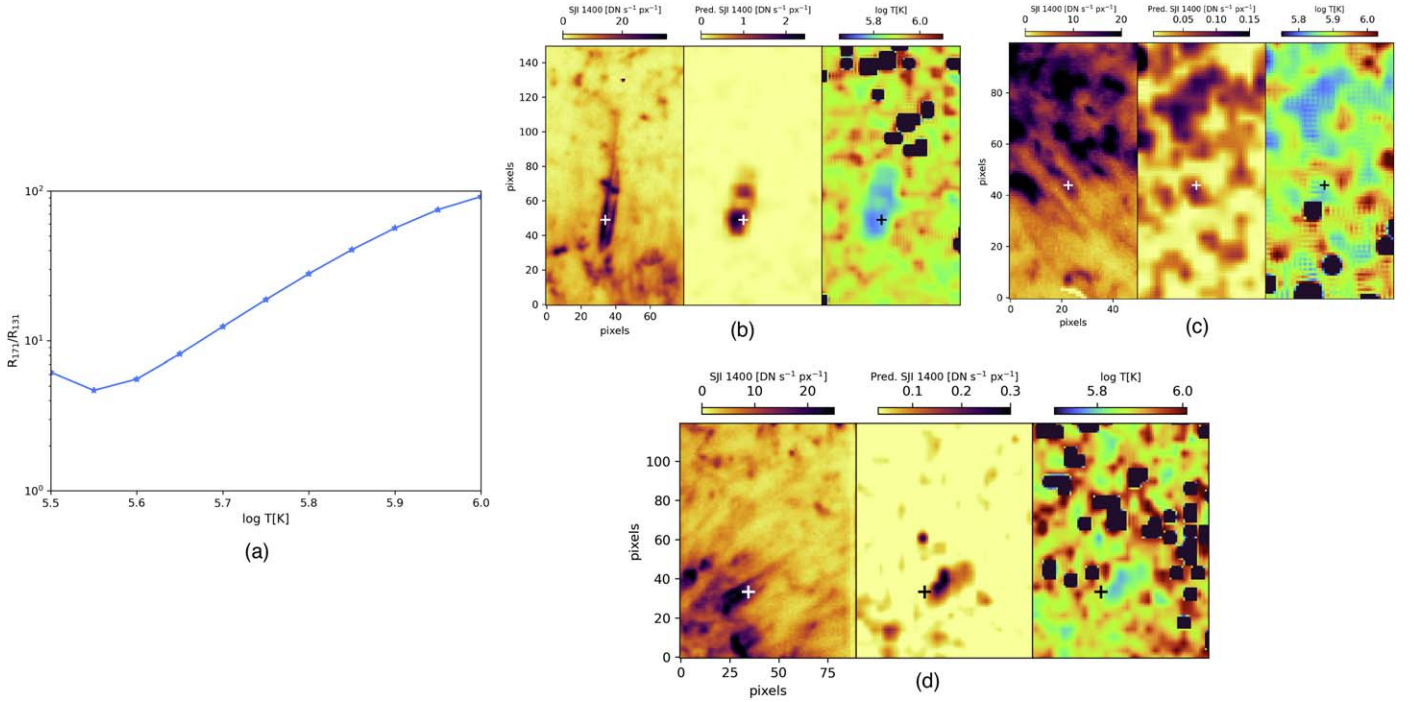 R₁₇₁/R₁₃₁
10²
10¹
10⁰
5.5 5.6 5.7 5.8 5.9 6.0
log T[K]
(a)
SJI 1400 [DN s⁻¹ px⁻¹] Pred. SJI 1400 [DN s⁻¹ px⁻¹] log T[K]
0 20 0 1 2 5.8 6.0
pixels
140
120
100
80
60
40
20
0
0 20 40 60
pixels
(b)
SJI 1400 [DN s⁻¹ px⁻¹] Pred. SJI 1400 [DN s⁻¹ px⁻¹] log T[K]
0 10 20 0.05 0.10 0.15 5.8 5.9 6.0
pixels
80
60
40
20
0
0 20 40
pixels
(c)
SJI 1400 [DN s⁻¹ px⁻¹] Pred. SJI 1400 [DN s⁻¹ px⁻¹] log T[K]
0 10 20 0.1 0.2 0.3 5.8 6.0
pixels
100
80
60
40
20
0
0 25 50 75
pixels
(d)